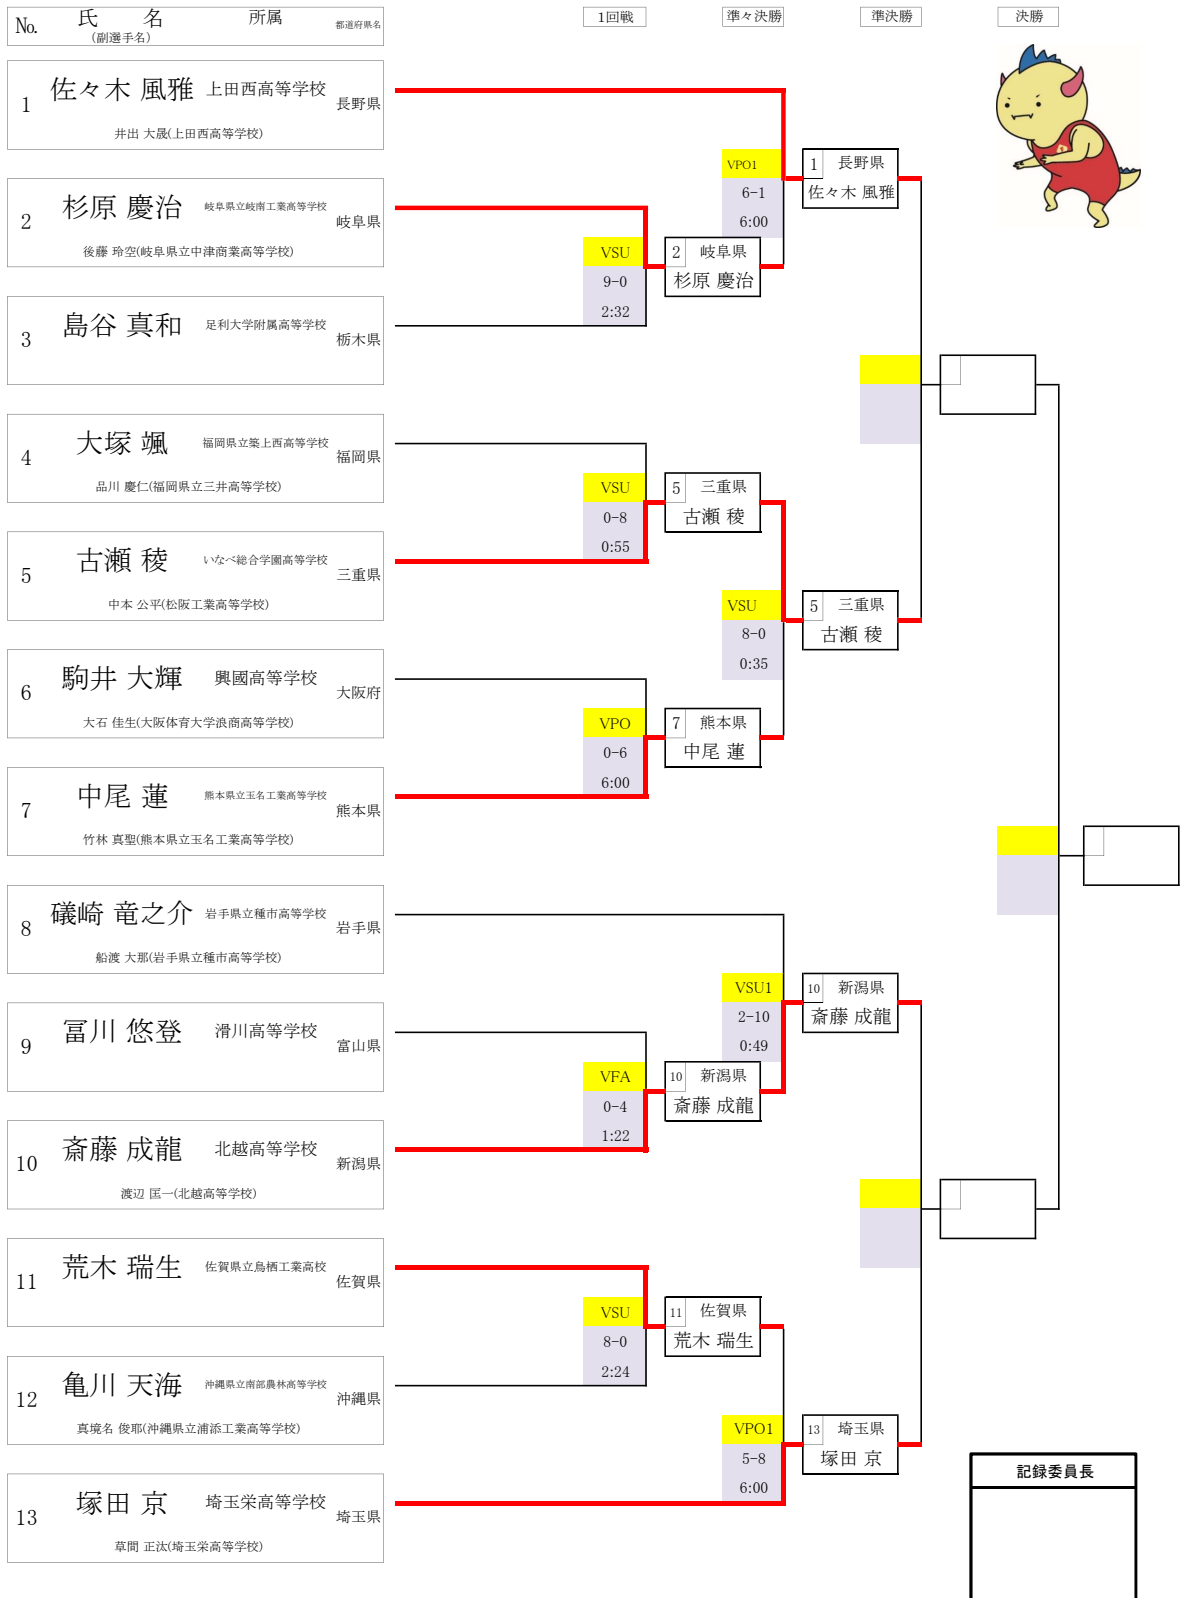 No. 氏 名 所属 都道府県名
(副選手名)
1回戦 準々決勝 準決勝 決勝
1 佐々木 風雅 上田西高等学校 長野県
井出 大晟(上田西高等学校)
2 杉原 慶治 岐阜県立岐南工業高等学校 岐阜県
後藤 玲空(岐阜県立中津商業高等学校)
3 島谷 真和 足利大学附属高等学校 栃木県
4 大塚 颯 福岡県立築上西高等学校 福岡県
品川 慶仁(福岡県立三井高等学校)
5 古瀬 稜 いなべ総合学園高等学校 三重県
中本 公平(松阪工業高等学校)
6 駒井 大輝 興國高等学校 大阪府
大石 佳生(大阪体育大学浪商高等学校)
7 中尾 蓮 熊本県立玉名工業高等学校 熊本県
竹林 真聖(熊本県立玉名工業高等学校)
8 礒崎 竜之介 岩手県立種市高等学校 岩手県
船渡 大那(岩手県立種市高等学校)
9 冨川 悠登 滑川高等学校 富山県
10 斎藤 成龍 北越高等学校 新潟県
渡辺 匡一(北越高等学校)
11 荒木 瑞生 佐賀県立鳥栖工業高校 佐賀県
12 亀川 天海 沖縄県立南部農林高等学校 沖縄県
真境名 俊耶(沖縄県立浦添工業高等学校)
13 塚田 京 埼玉栄高等学校 埼玉県
草間 正汰(埼玉栄高等学校)
VSU
9-0
2:32
VSU
0-8
0:55
VPO
0-6
6:00
VFA
0-4
1:22
VSU
8-0
2:24
2 岐阜県
杉原 慶治
5 三重県
古瀬 稜
7 熊本県
中尾 蓮
10 新潟県
斎藤 成龍
11 佐賀県
荒木 瑞生
VPO1
6-1
6:00
VSU
8-0
0:35
VSU1
2-10
0:49
VPO1
5-8
6:00
1 長野県
佐々木 風雅
5 三重県
古瀬 稜
10 新潟県
斎藤 成龍
13 埼玉県
塚田 京
記録委員長